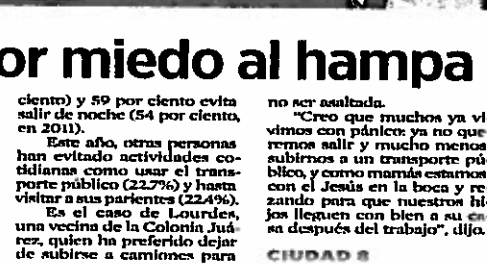 or miedo al hampa
ciento) y 59 por ciento evita
salir de noche (54 por ciento,
en 2011).
Este año, otras personas
han evitado actividades co-
tidianas como usar el trans-
porte público (22.7%) y hasta
visitar a sus parientes (22.4%).
Es el caso de Lourdes,
una vecina de la Colonia Juá-
rez, quien ha preferido dejar
de subirse a camiones para
no ser asaltada.
"Creo que muchos ya vi-
vimos con pánico: ya no que-
remos salir y mucho menos
subirnos a un transporte pú-
blico, y como mamás estamos
con el Jesús en la boca y re-
zando para que nuestros hi-
jos lleguen con bien a su ca-
sa después del trabajo", dijo.
CIUDAD 8